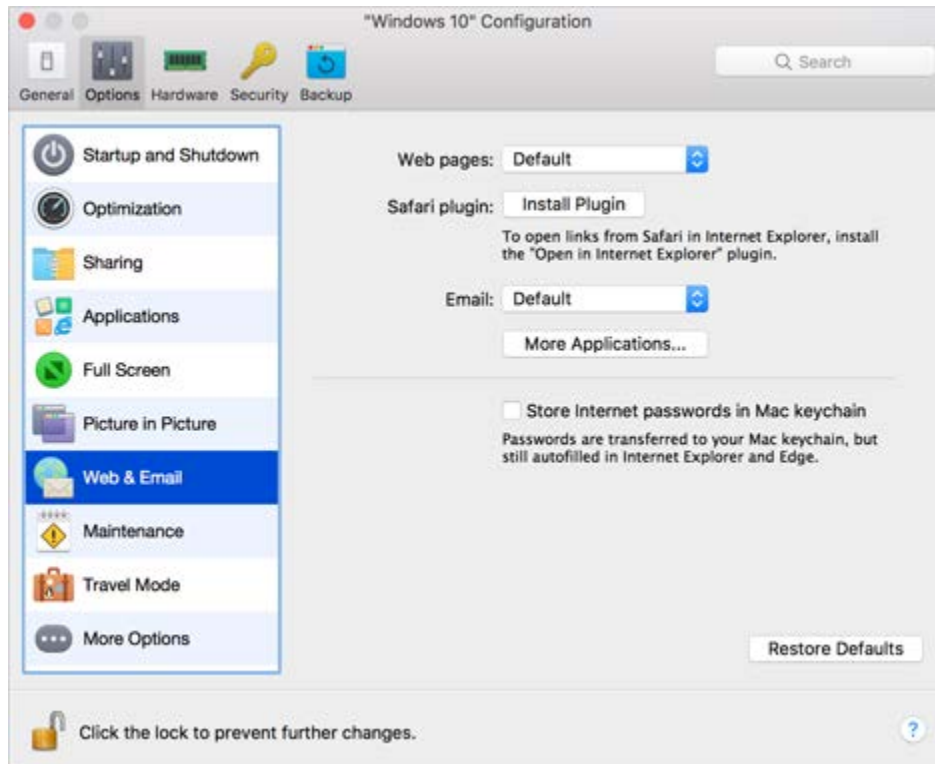 "Windows 10" Configuration
General Options Hardware Security Backup
Search
Startup and Shutdown
Optimization
Sharing
Applications
Full Screen
Picture in Picture
Web & Email
Maintenance
Travel Mode
More Options
Web pages: Default
Safari plugin: Install Plugin
To open links from Safari in Internet Explorer, install
the "Open in Internet Explorer" plugin.
Email: Default
More Applications...
Store Internet passwords in Mac keychain
Passwords are transferred to your Mac keychain, but
still autofilled in Internet Explorer and Edge.
Restore Defaults
Click the lock to prevent further changes.
?